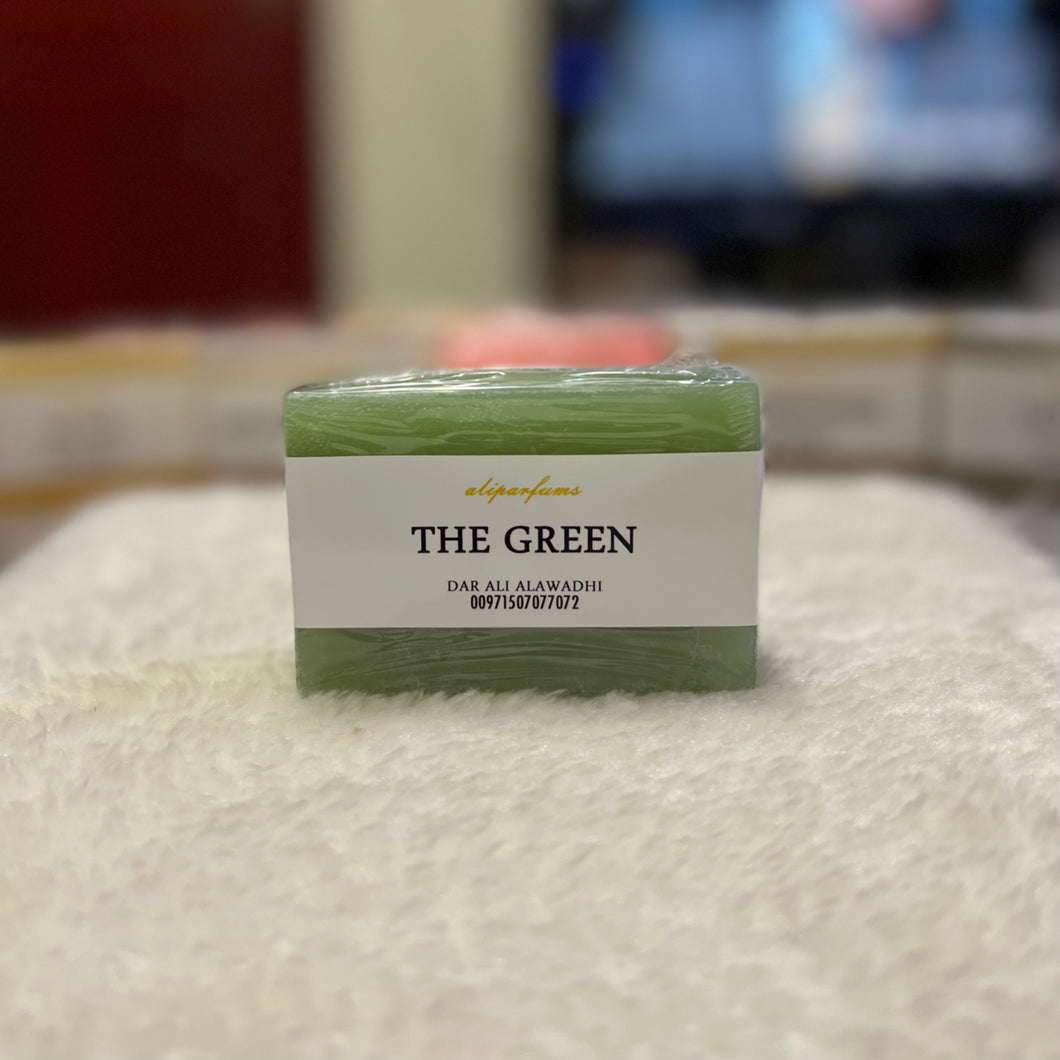 aliparfums
THE GREEN
DAR ALI ALAWADHI
00971507077072